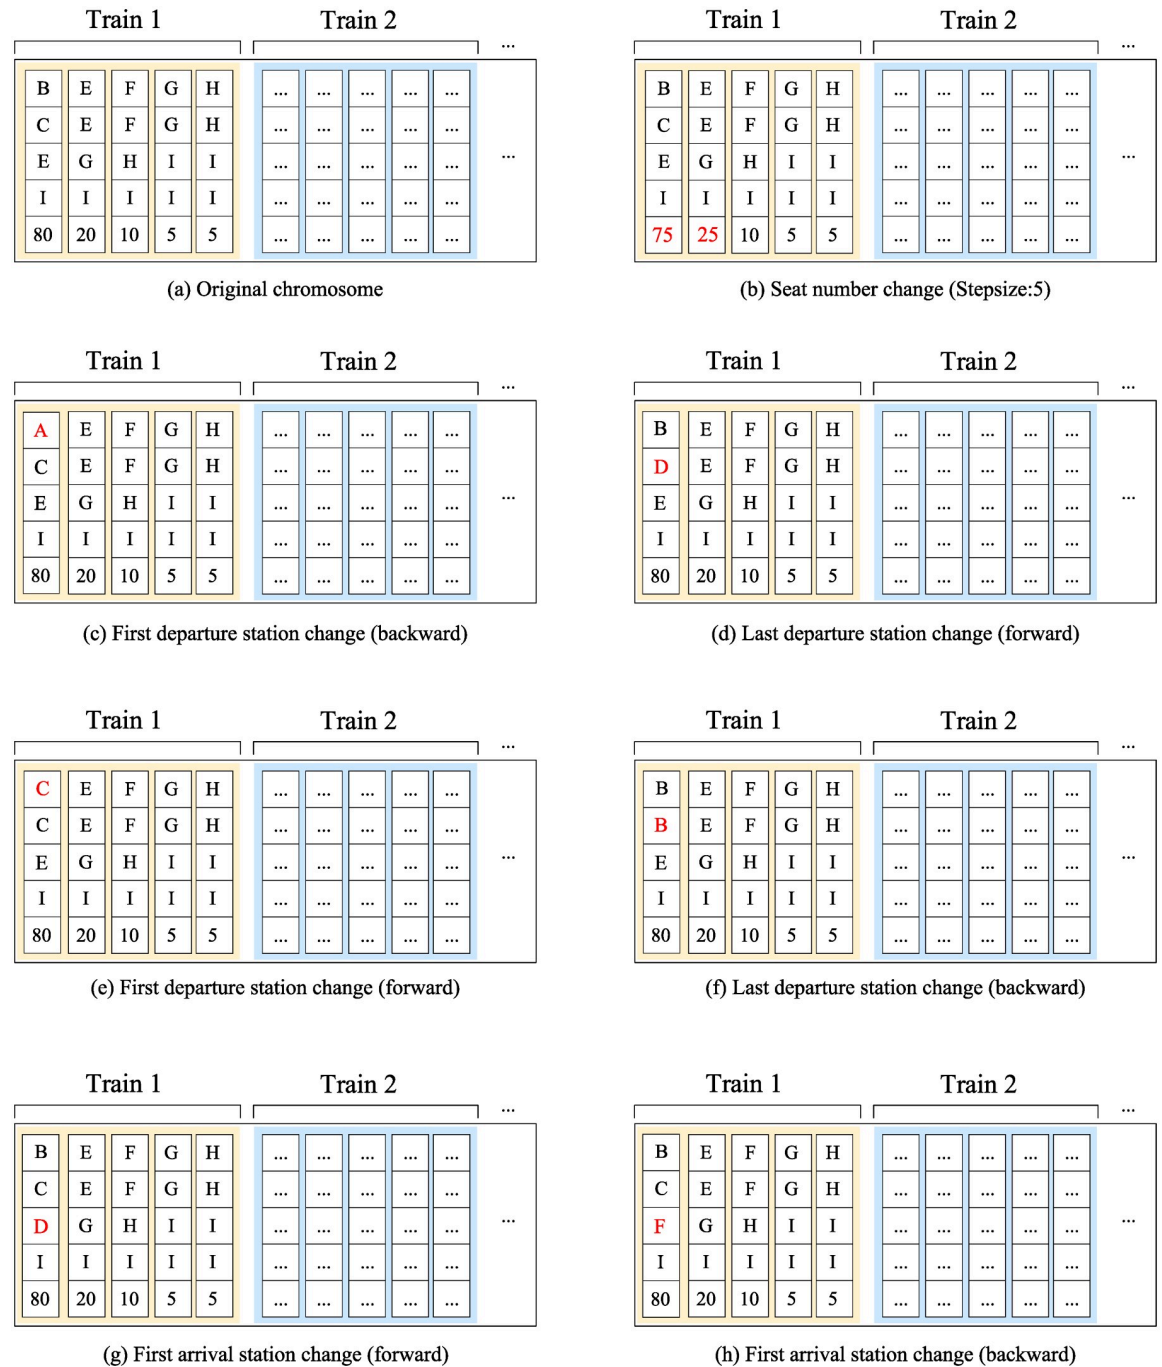 Train 1 Train 2 ...
B E F G H ... ... ... ... ...
C E F G H ... ... ... ... ...
E G H I I ... ... ... ... ... ...
I I I I I ... ... ... ... ...
80 20 10 5 5 ... ... ... ... ...
(a) Original chromosome
Train 1 Train 2 ...
B E F G H ... ... ... ... ...
C E F G H ... ... ... ... ...
E G H I I ... ... ... ... ... ...
I I I I I ... ... ... ... ...
75 25 10 5 5 ... ... ... ... ...
(b) Seat number change (Stepsize:5)
Train 1 Train 2 ...
A E F G H ... ... ... ... ...
C E F G H ... ... ... ... ...
E G H I I ... ... ... ... ... ...
I I I I I ... ... ... ... ...
80 20 10 5 5 ... ... ... ... ...
(c) First departure station change (backward)
Train 1 Train 2 ...
B E F G H ... ... ... ... ...
D E F G H ... ... ... ... ...
E G H I I ... ... ... ... ... ...
I I I I I ... ... ... ... ...
80 20 10 5 5 ... ... ... ... ...
(d) Last departure station change (forward)
Train 1 Train 2 ...
C E F G H ... ... ... ... ...
C E F G H ... ... ... ... ...
E G H I I ... ... ... ... ... ...
I I I I I ... ... ... ... ...
80 20 10 5 5 ... ... ... ... ...
(e) First departure station change (forward)
Train 1 Train 2 ...
B E F G H ... ... ... ... ...
B E F G H ... ... ... ... ...
E G H I I ... ... ... ... ... ...
I I I I I ... ... ... ... ...
80 20 10 5 5 ... ... ... ... ...
(f) Last departure station change (backward)
Train 1 Train 2 ...
B E F G H ... ... ... ... ...
C E F G H ... ... ... ... ...
D G H I I ... ... ... ... ... ...
I I I I I ... ... ... ... ...
80 20 10 5 5 ... ... ... ... ...
(g) First arrival station change (forward)
Train 1 Train 2 ...
B E F G H ... ... ... ... ...
C E F G H ... ... ... ... ...
F G H I I ... ... ... ... ... ...
I I I I I ... ... ... ... ...
80 20 10 5 5 ... ... ... ... ...
(h) First arrival station change (backward)